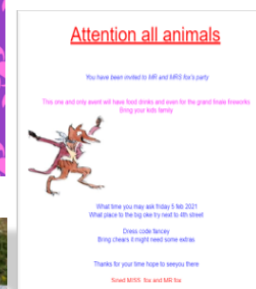 Attention all animals
You have been invited to MR and MRS fox's party
This one and only event will have food drinks and even for the grand finale fireworks.
Bring your kids family
What time you may ask friday 5 feb 2021
What place to the big oke try next to 4th street
Dress code fancey
Bring chears it might need some extras
Thanks for your time hope to seeyou there
Sined MISS fox and MR fox